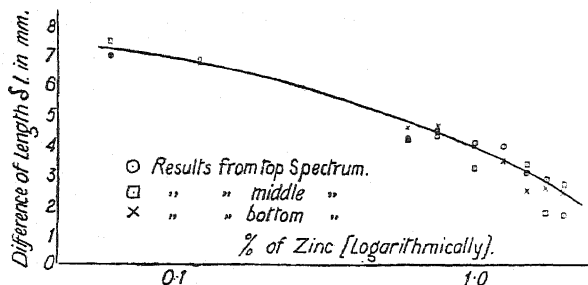 Difference of Length δl. in mm.
8
7
6
5
4
3
2
1
0
⊙ Results from top Spectrum.
⊡ " " middle "
× " " bottom "
% of Zinc [Logarithmically].
0·1
1·0